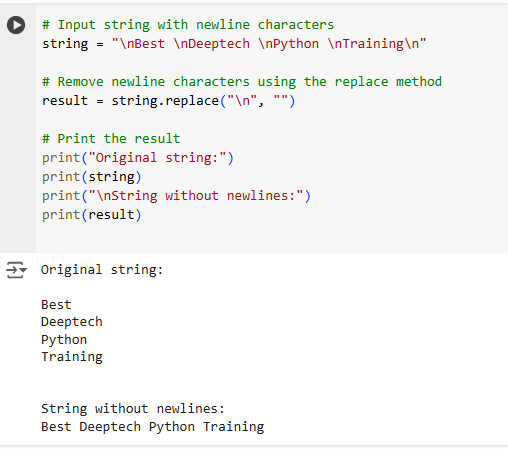 # Input string with newline characters
string = "\nBest \nDeeptech \nPython \nTraining\n"
# Remove newline characters using the replace method
result = string.replace("\n", "")
# Print the result
print("Original string:")
print(string)
print("\nString without newlines:")
print(result)
Original string:
Best
Deeptech
Python
Training
String without newlines:
Best Deeptech Python Training